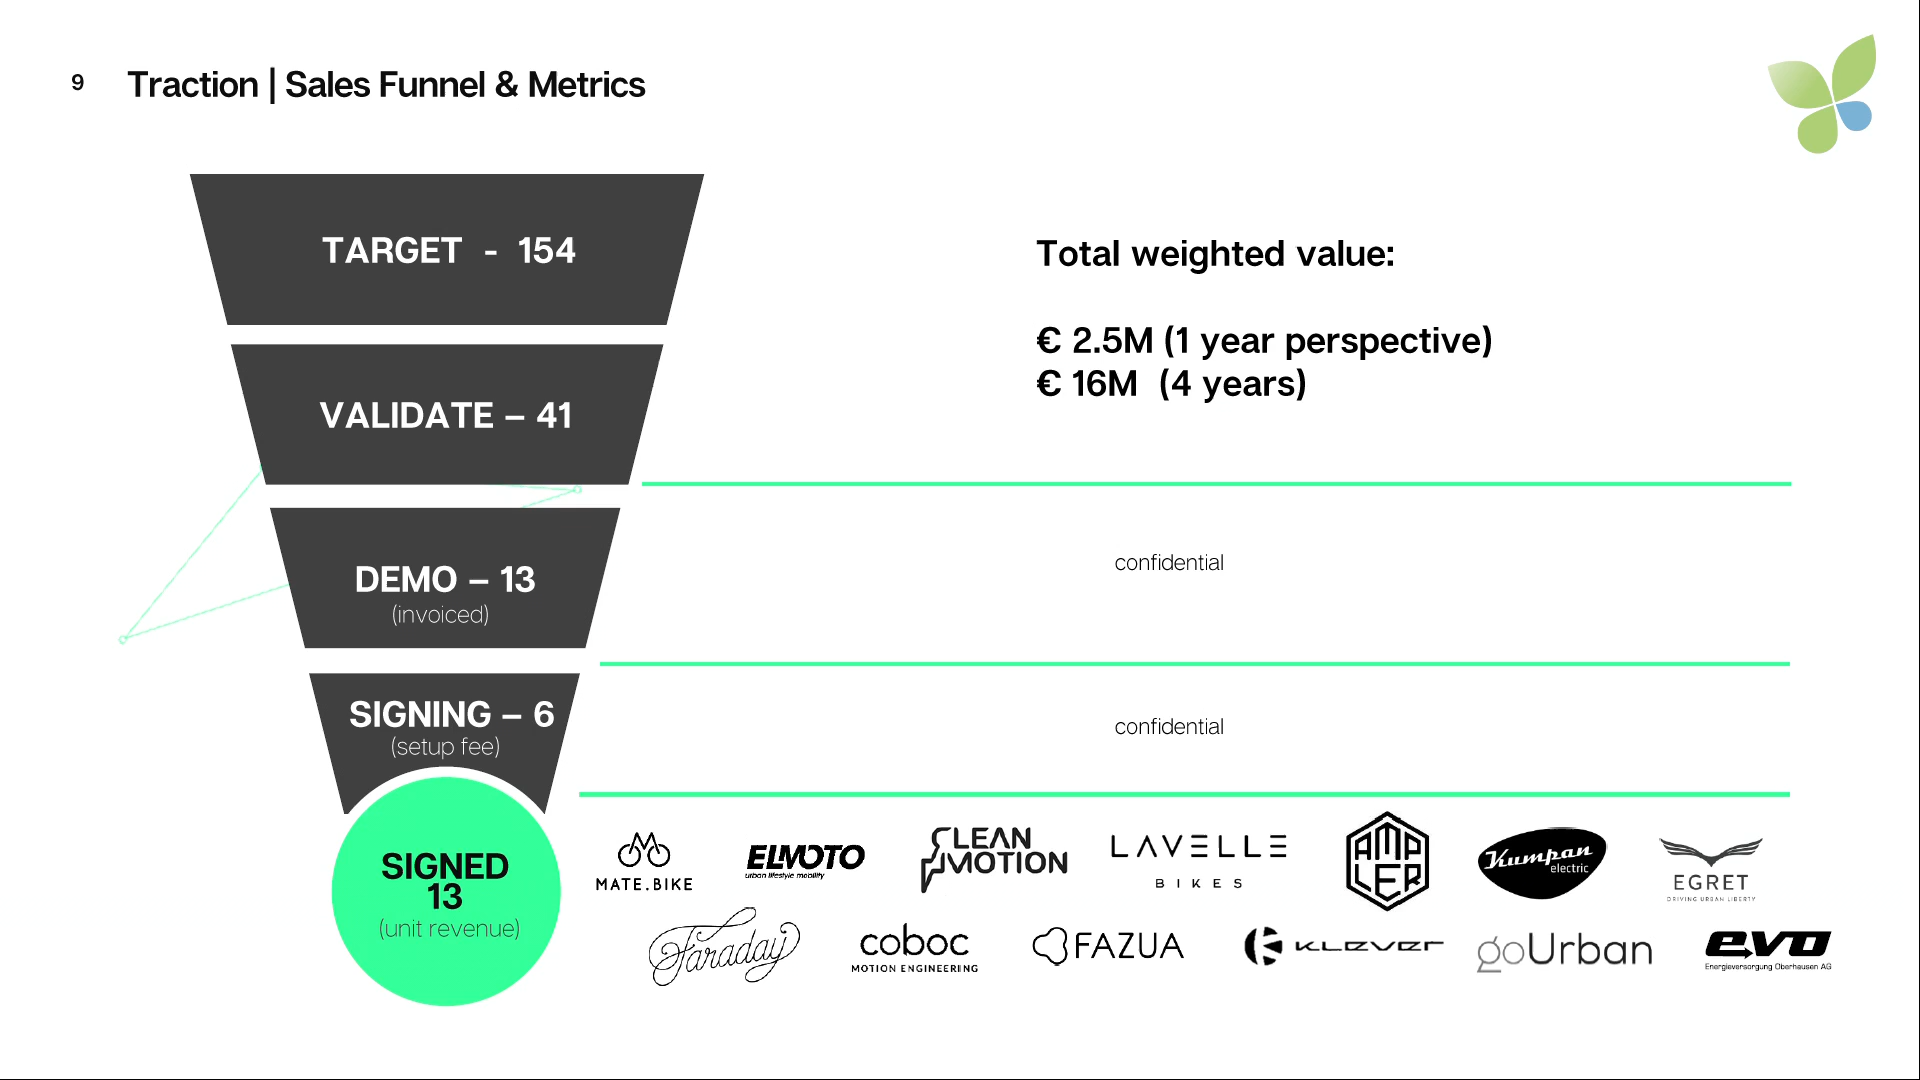 9
Traction | Sales Funnel & Metrics
TARGET - 154
VALIDATE – 41
DEMO – 13
(invoiced)
SIGNING – 6
(setup fee)
SIGNED
13
(unit revenue)
Total weighted value:
€ 2.5M (1 year perspective)
€ 16M (4 years)
confidential
confidential
MATE.BIKE
ELMOTO
urban lifestyle mobility
CLEAN
MOTION
LAVELLE
BIKES
AMPLER
Kumpan
electric
EGRET
DRIVING URBAN LIBERTY
Faraday
coboc
MOTION ENGINEERING
FAZUA
KLEVER
goUrban
evo
Energieversorgung Oberhausen AG